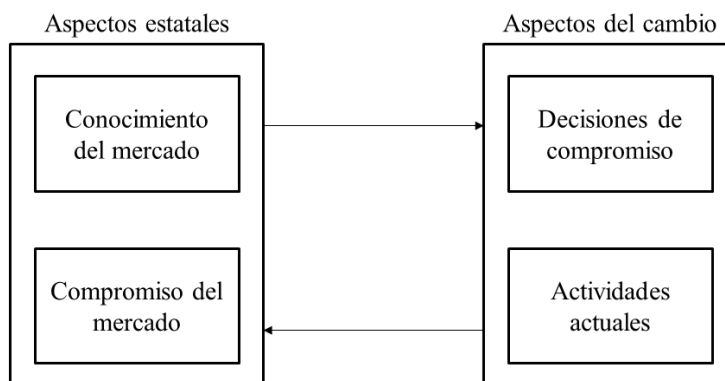 Aspectos estatales
Aspectos del cambio
Conocimiento
del mercado
Decisiones de
compromiso
Compromiso del
mercado
Actividades
actuales